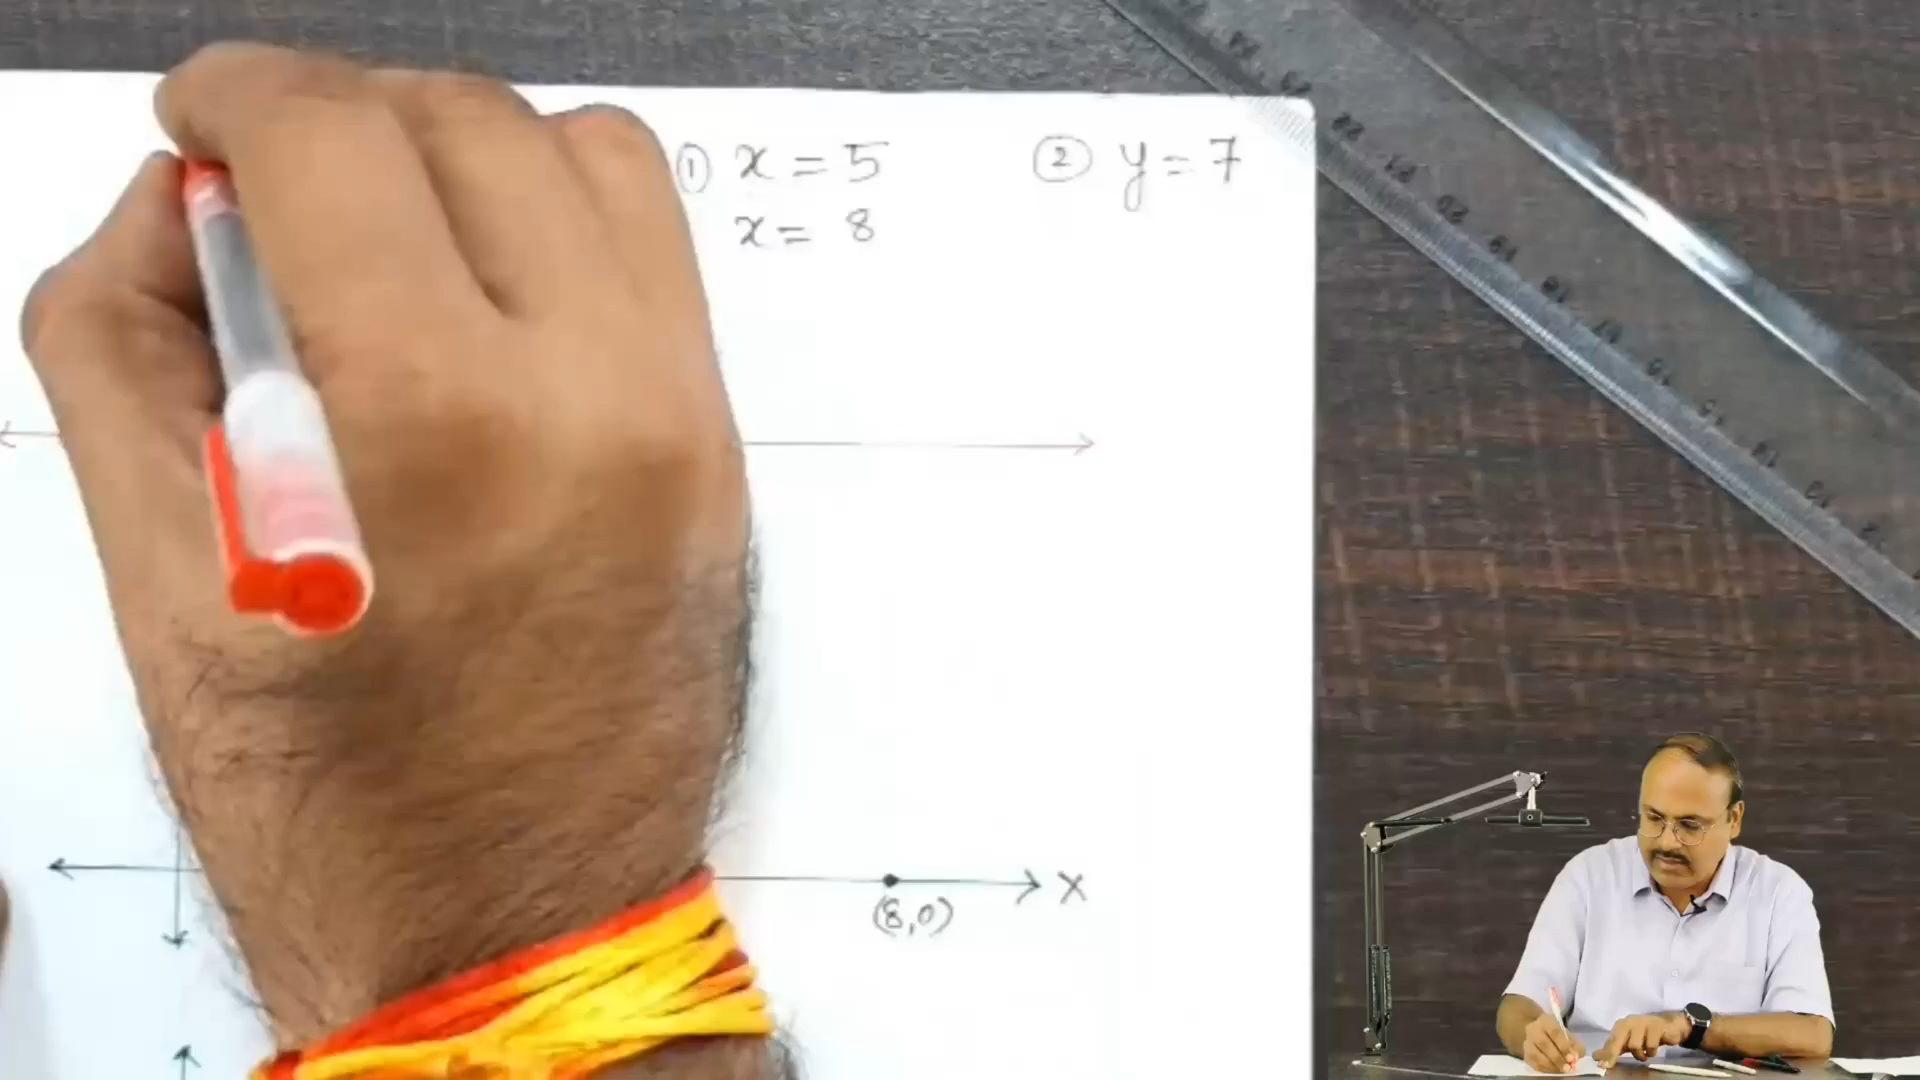 ① x = 5
x = 8
② y = 7
X
(8,0)